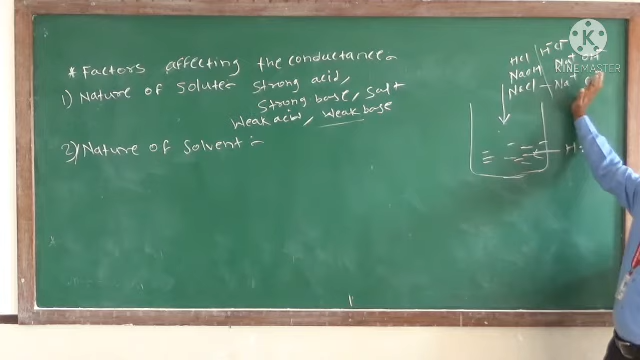 * Factors affecting the conductance-
1) Nature of Solute- Strong acid,
Strong base, salt
Weak acid, Weak base
2) Nature of Solvent :-
HCl | H+ Cl-
NaOH | Na+ OH
NaCl - Na+
H2
KINEMASTER